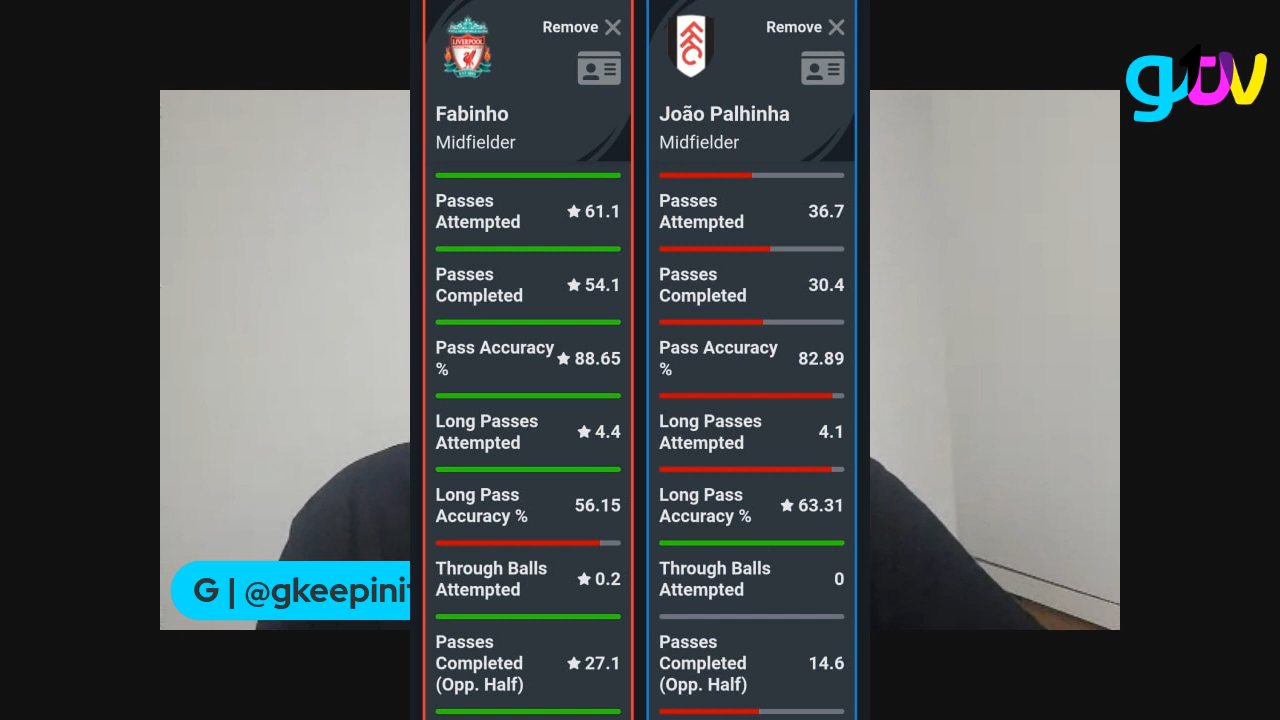 Remove
LIVERPOOL
Fabinho
Midfielder
Passes
Attempted
61.1
Passes
Completed
54.1
Pass Accuracy
%
88.65
Long Passes
Attempted
4.4
Long Pass
Accuracy %
56.15
Through Balls
Attempted
0.2
Passes
Completed
(Opp. Half)
27.1
Remove
FFC
João Palhinha
Midfielder
Passes
Attempted
36.7
Passes
Completed
30.4
Pass Accuracy
%
82.89
Long Passes
Attempted
4.1
Long Pass
Accuracy %
63.31
Through Balls
Attempted
0
Passes
Completed
(Opp. Half)
14.6
G | @gkeepinit